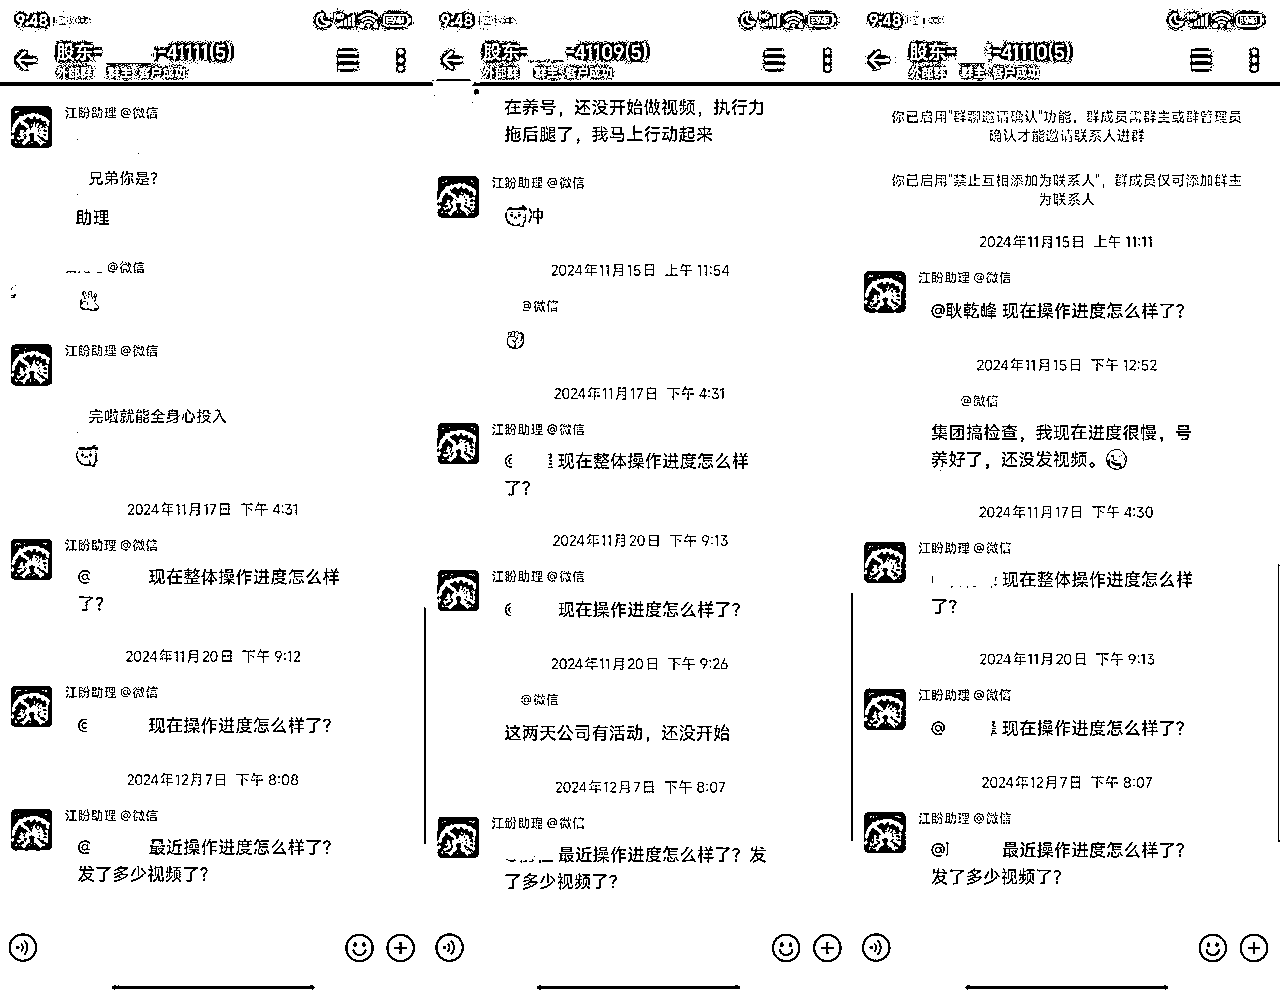 9:48
股东- -41111(5)
外部群 群主:客户成功
江盼助理 @微信
兄弟你是?
助理
@微信
江盼助理 @微信
完啦就能全身心投入
2024年11月17日 下午 4:31
江盼助理 @微信
@ 现在整体操作进度怎么样
了?
2024年11月20日 下午 9:12
江盼助理 @微信
@ 现在操作进度怎么样了?
2024年12月7日 下午 8:08
江盼助理 @微信
@ 最近操作进度怎么样了?
发了多少视频了?
9:48
股东- -41109(5)
外部群 群主:客户成功
在养号，还没开始做视频，执行力
拖后腿了，我马上行动起来
江盼助理 @微信
冲
2024年11月15日 上午 11:54
@微信
2024年11月17日 下午 4:31
江盼助理 @微信
现在整体操作进度怎么样
了?
2024年11月20日 下午 9:13
江盼助理 @微信
现在操作进度怎么样了?
2024年11月20日 下午 9:26
@微信
这两天公司有活动，还没开始
2024年12月7日 下午 8:07
江盼助理 @微信
最近操作进度怎么样了? 发
了多少视频了?
9:48
股东- -41110(5)
外部群 群主:客户成功
你已启用"群聊邀请确认"功能，群成员需群主或群管理员
确认才能邀请联系人进群
你已启用"禁止互相添加为联系人"，群成员仅可添加群主
为联系人
2024年11月15日 上午 11:11
江盼助理 @微信
@耿乾峰 现在操作进度怎么样了?
2024年11月15日 下午 12:52
@微信
集团搞检查，我现在进度很慢，号
养好了，还没发视频。
2024年11月17日 下午 4:30
江盼助理 @微信
现在整体操作进度怎么样
了?
2024年11月20日 下午 9:13
江盼助理 @微信
@ 现在操作进度怎么样了?
2024年12月7日 下午 8:07
江盼助理 @微信
@ 最近操作进度怎么样了?
发了多少视频了?